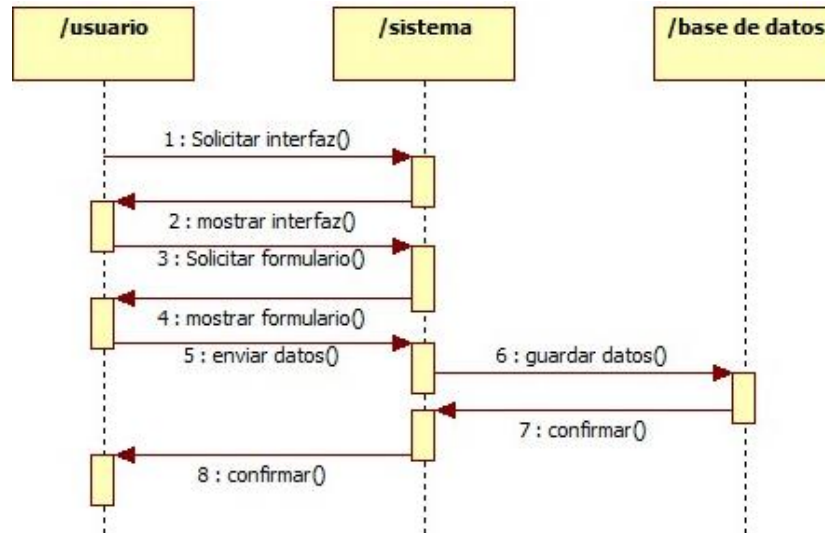 /usuario
/sistema
/base de datos
1 : Solicitar interfaz()
2 : mostrar interfaz()
3 : Solicitar formulario()
4 : mostrar formulario()
5 : enviar datos()
6 : guardar datos()
7 : confirmar()
8 : confirmar()